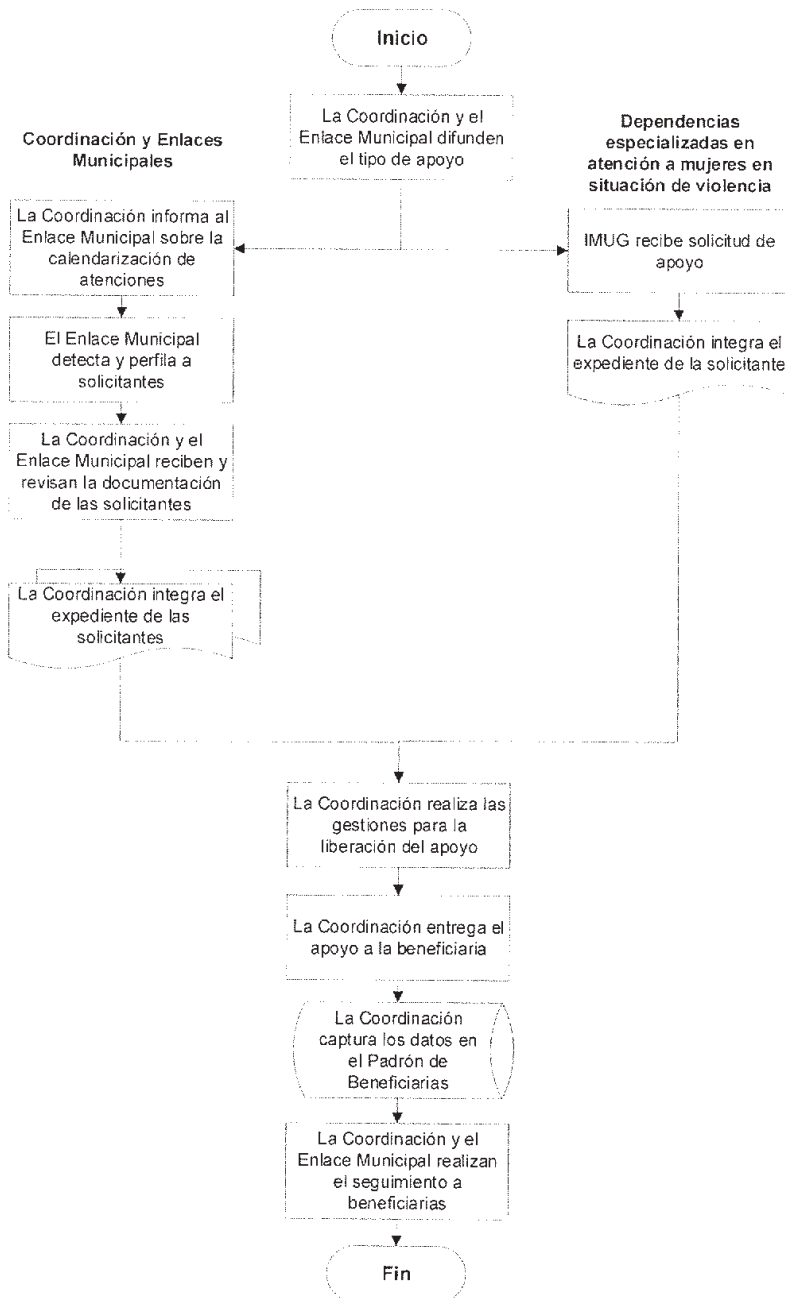 Inicio
La Coordinación y el
Enlace Municipal difunden
el tipo de apoyo
Coordinación y Enlaces
Municipales
La Coordinación informa al
Enlace Municipal sobre la
calendarización de
atenciones
El Enlace Municipal
detecta y perfila a
solicitantes
La Coordinación y el
Enlace Municipal reciben y
revisan la documentación
de las solicitantes
La Coordinación integra el
expediente de las
solicitantes
Dependencias
especializadas en
atención a mujeres en
situación de violencia
IMUG recibe solicitud de
apoyo
La Coordinación integra el
expediente de la solicitante
La Coordinación realiza las
gestiones para la
liberación del apoyo
La Coordinación entrega el
apoyo a la beneficiaria
La Coordinación
captura los datos en
el Padrón de
Beneficiarias
La Coordinación y el
Enlace Municipal realizan
el seguimiento a
beneficiarias
Fin